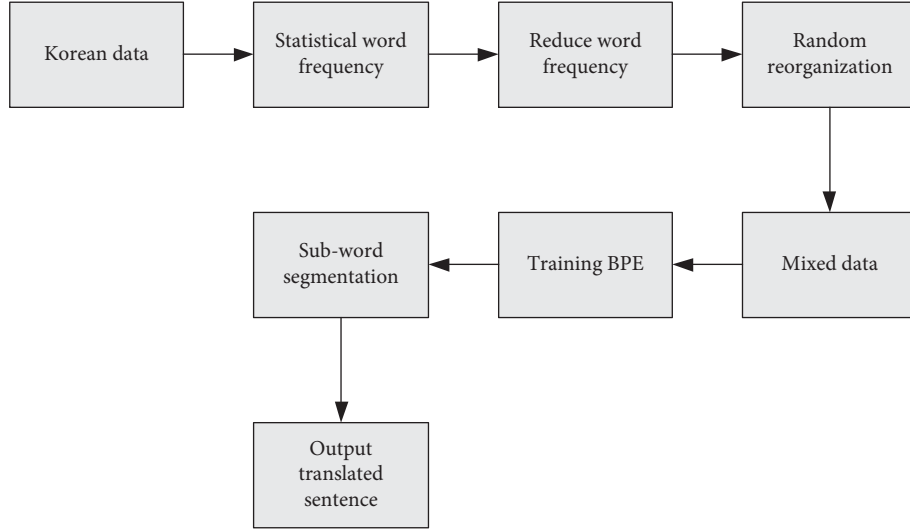 Korean data
Statistical word
frequency
Reduce word
frequency
Random
reorganization
Mixed data
Training BPE
Sub-word
segmentation
Output
translated
sentence